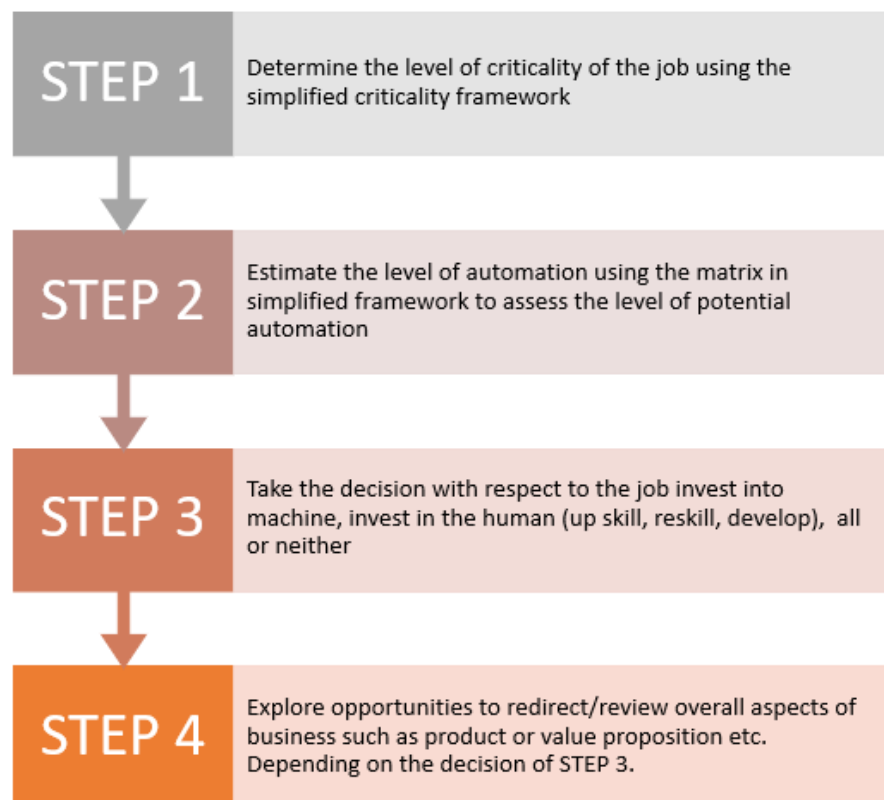 STEP 1
Determine the level of criticality of the job using the
simplified criticality framework
STEP 2
Estimate the level of automation using the matrix in
simplified framework to assess the level of potential
automation
STEP 3
Take the decision with respect to the job invest into
machine, invest in the human (up skill, reskill, develop),  all
or neither
STEP 4
Explore opportunities to redirect/review overall aspects of
business such as product or value proposition etc.
Depending on the decision of STEP 3.